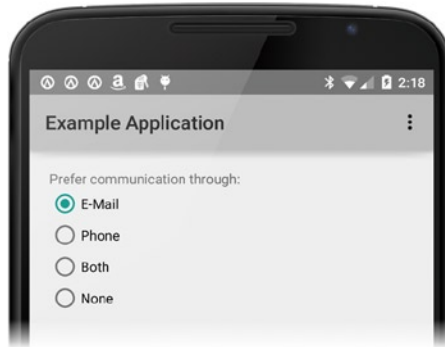 2:18
Example Application
Prefer communication through:
E-Mail
Phone
Both
None